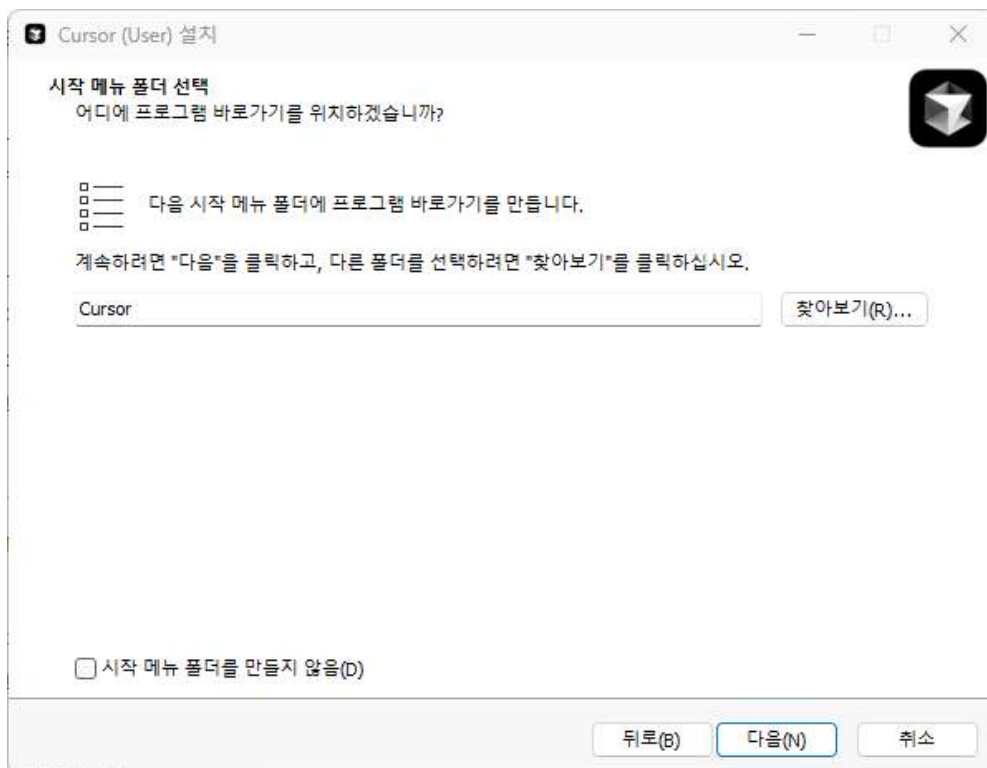 Cursor (User) 설치
시작 메뉴 폴더 선택
어디에 프로그램 바로가기를 위치하겠습니까?
다음 시작 메뉴 폴더에 프로그램 바로가기를 만듭니다.
계속하려면 "다음"을 클릭하고, 다른 폴더를 선택하려면 "찾아보기"를 클릭하십시오.
Cursor
찾아보기(R)...
시작 메뉴 폴더를 만들지 않음(D)
뒤로(B)
다음(N)
취소